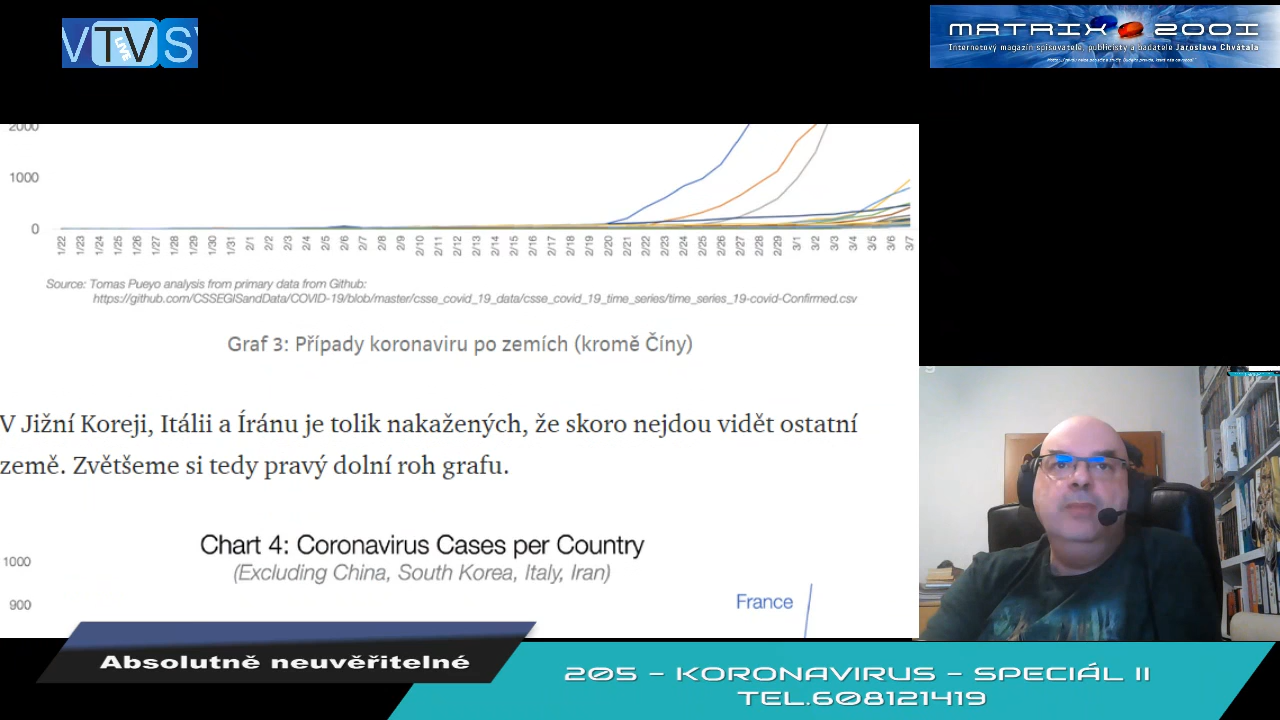 VTVS
LIVE
MATRIX 2001
Internetový magazín spisovatele, publicisty a badatele Jaroslava Chvátala
2000
1000
0
1/22 1/23 1/24 1/25 1/26 1/27 1/28 1/29 1/30 1/31 2/1 2/2 2/3 2/4 2/5 2/6 2/7 2/8 2/9 2/10 2/11 2/12 2/13 2/14 2/15 2/16 2/17 2/18 2/19 2/20 2/21 2/22 2/23 2/24 2/25 2/26 2/27 2/28 2/29 3/1 3/2 3/3 3/4 3/5 3/6 3/7
Source: Tomas Pueyo analysis from primary data from Github:
https://github.com/CSSEGISandData/COVID-19/blob/master/csse_covid_19_data/csse_covid_19_time_series/time_series_19-covid-Confirmed.csv
Graf 3: Případy koronaviru po zemích (kromě Číny)
V Jižní Koreji, Itálii a Íránu je tolik nakažených, že skoro nejdou vidět ostatní
země. Zvětšeme si tedy pravý dolní roh grafu.
Chart 4: Coronavirus Cases per Country
(Excluding China, South Korea, Italy, Iran)
1000
900
France
Absolutně neuvěřitelné
205 - KORONAVIRUS - SPECIÁL II
TEL.608121419